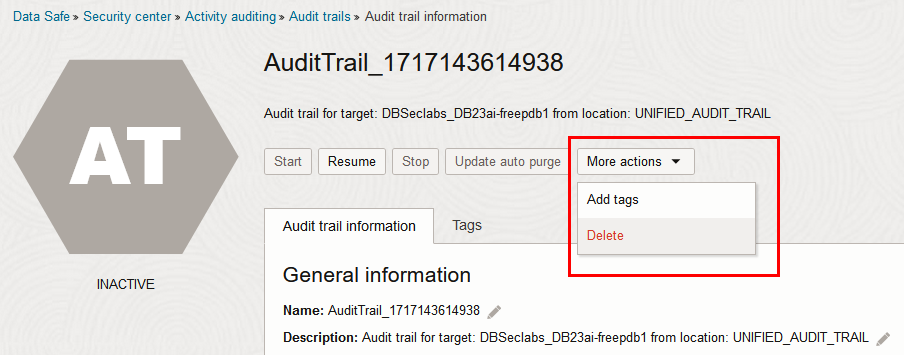 Data Safe » Security center » Activity auditing » Audit trails » Audit trail information
AT
INACTIVE
AuditTrail_1717143614938
Audit trail for target: DBSeclabs_DB23ai-freepdb1 from location: UNIFIED_AUDIT_TRAIL
Start Resume Stop Update auto purge More actions
Add tags
Delete
Audit trail information Tags
General information
Name: AuditTrail_1717143614938
Description: Audit trail for target: DBSeclabs_DB23ai-freepdb1 from location: UNIFIED_AUDIT_TRAIL